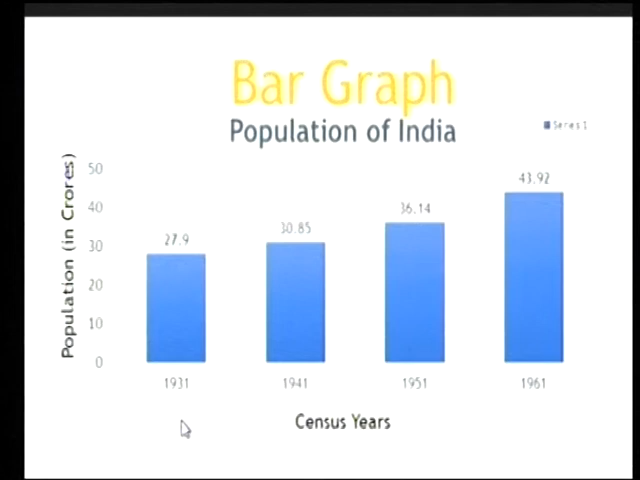 Bar Graph
Population of India
Series 1
Population (in Crores)
50
40
30
20
10
0
27.9
30.85
36.14
43.92
1931
1941
1951
1961
Census Years